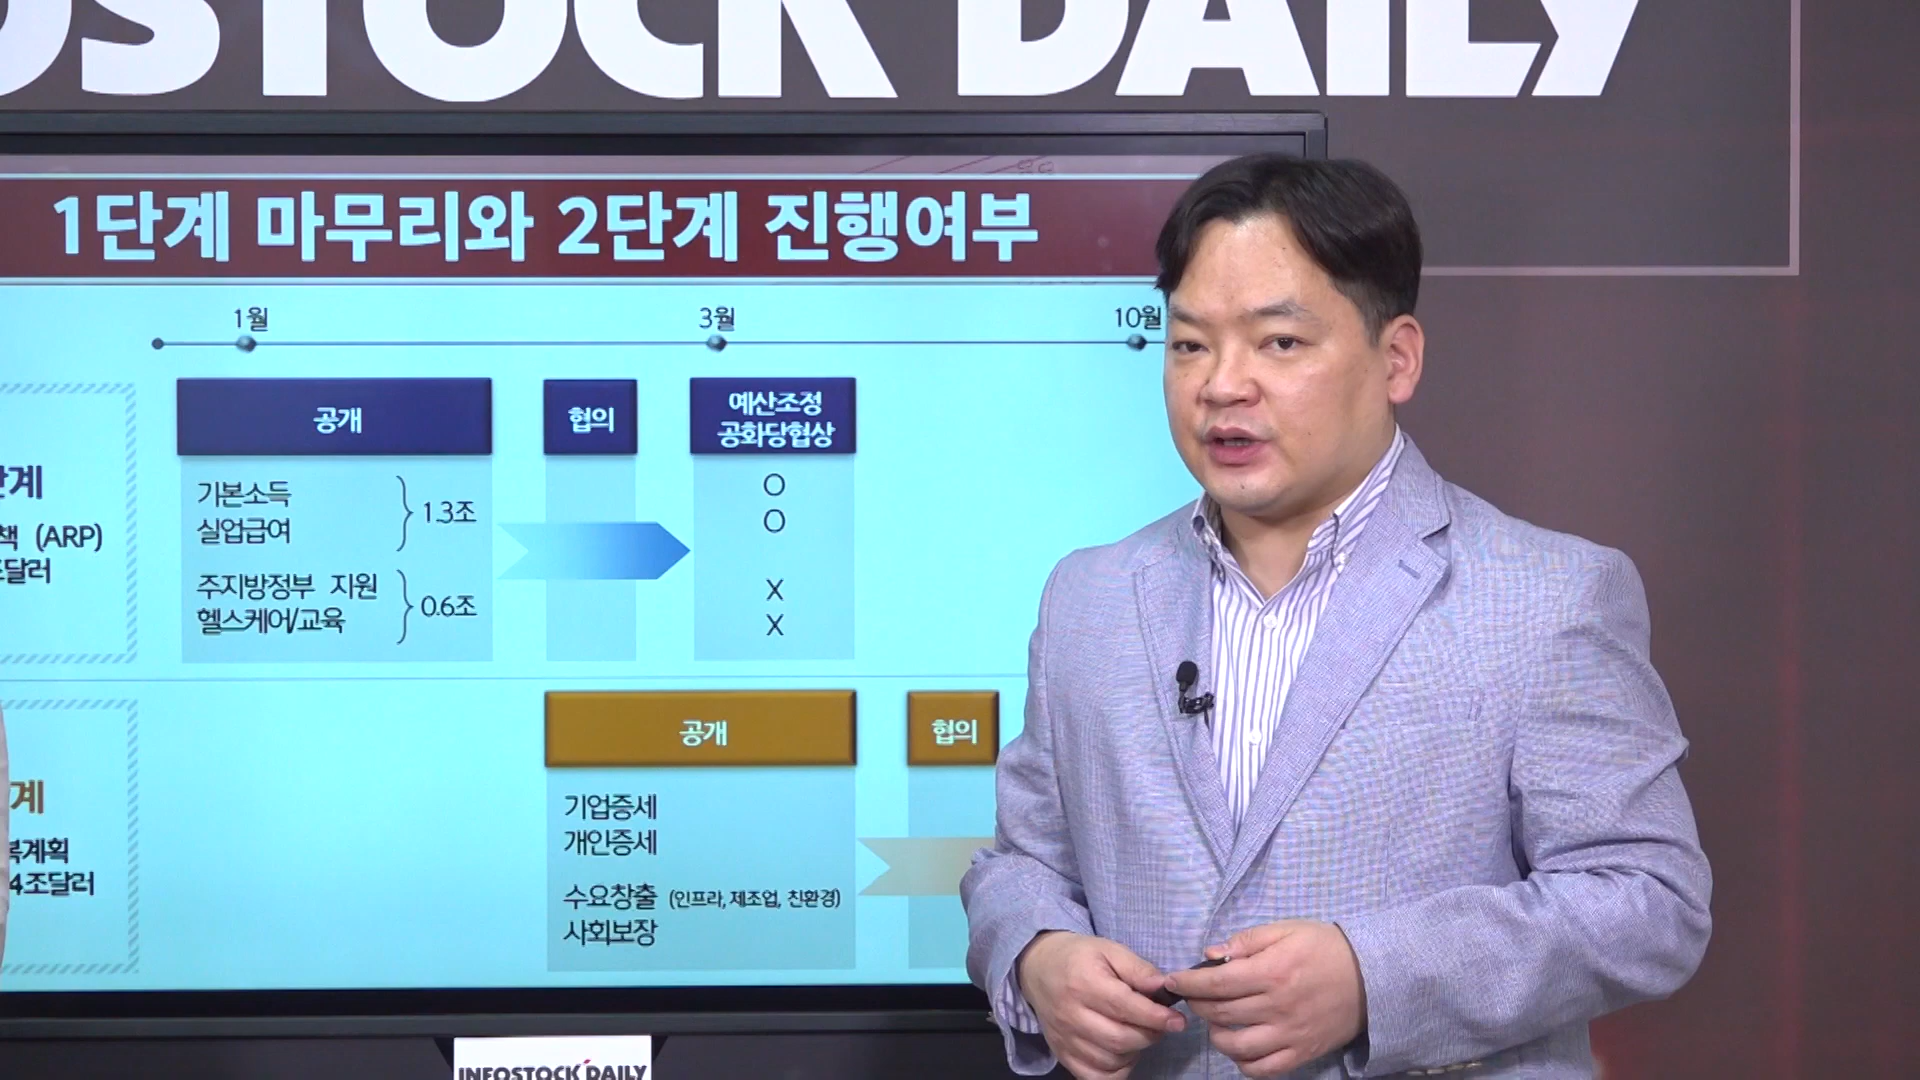 OSTOCK DAILY
1단계 마무리와 2단계 진행여부
1월 3월 10월
공개 협의 예산조정
공화당협상
단계
책 (ARP)
조달러
기본소득
실업급여
1.3조
O
O
주지방정부 지원
헬스케어/교육
0.6조
X
X
공개 협의
계
복계획
4조달러
기업증세
개인증세
수요창출 (인프라, 제조업, 친환경)
사회보장
INFOSTOCK DAILY